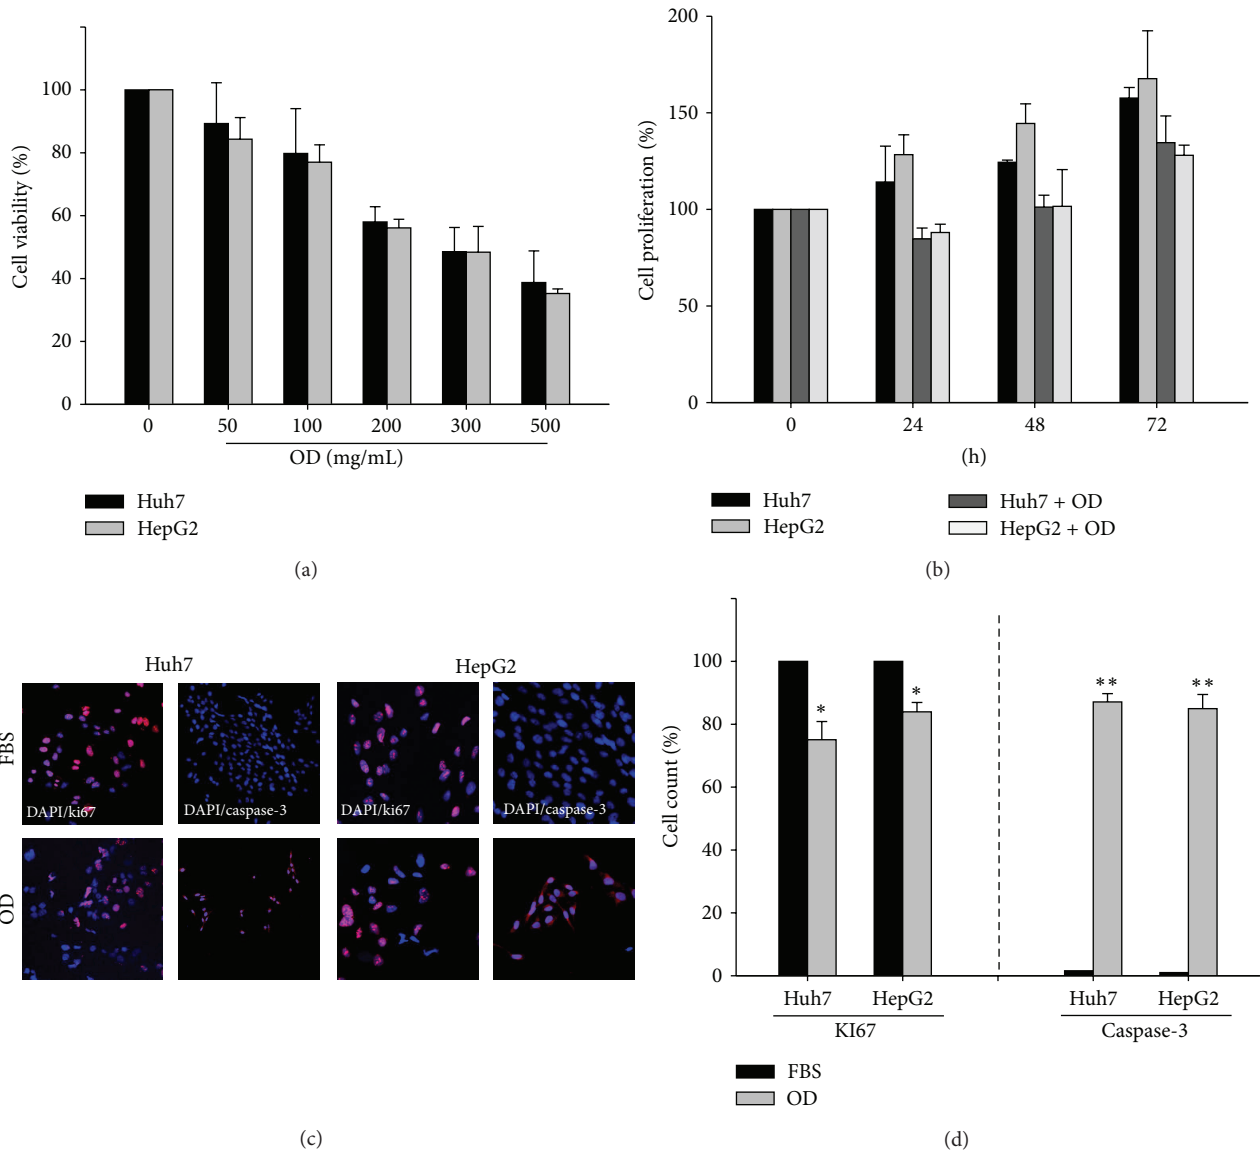 100
80
60
40
20
0
Cell viability (%)
0 50 100 200 300 500
OD (mg/mL)
Huh7
HepG2
(a)
200
150
100
50
0
Cell proliferation (%)
0 24 48 72
(h)
Huh7
HepG2
Huh7 + OD
HepG2 + OD
(b)
Huh7 HepG2
FBS
DAPI/ki67 DAPI/caspase-3 DAPI/ki67 DAPI/caspase-3
OD
(c)
100
80
60
40
20
0
Cell count (%)
* * ** **
Huh7 HepG2 Huh7 HepG2
KI67 Caspase-3
FBS
OD
(d)